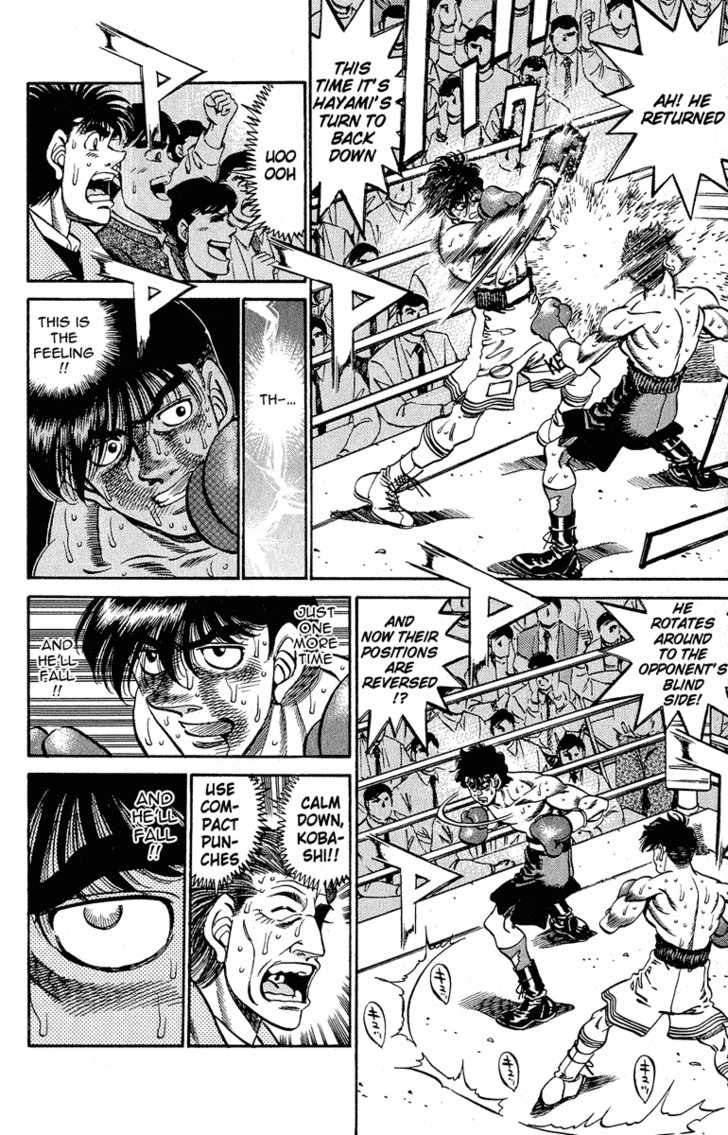 AH! HE
RETURNED
THIS
TIME IT'S
HAYAMI'S
TURN TO
BACK
DOWN
UOO
OOH
TH-...
THIS IS
THE
FEELING
!!
HE
ROTATES
AROUND
TO THE
OPPONENT'S
BLIND
SIDE!
AND
NOW THEIR
POSITIONS
ARE
REVERSED
!?
JUST
ONE
MORE
TIME
AND
HE'LL
FALL
!!
CALM
DOWN,
KOBA-
SHI!!
USE
COM-
PACT
PUN-
CHES
AND
HE'LL
FALL
!!